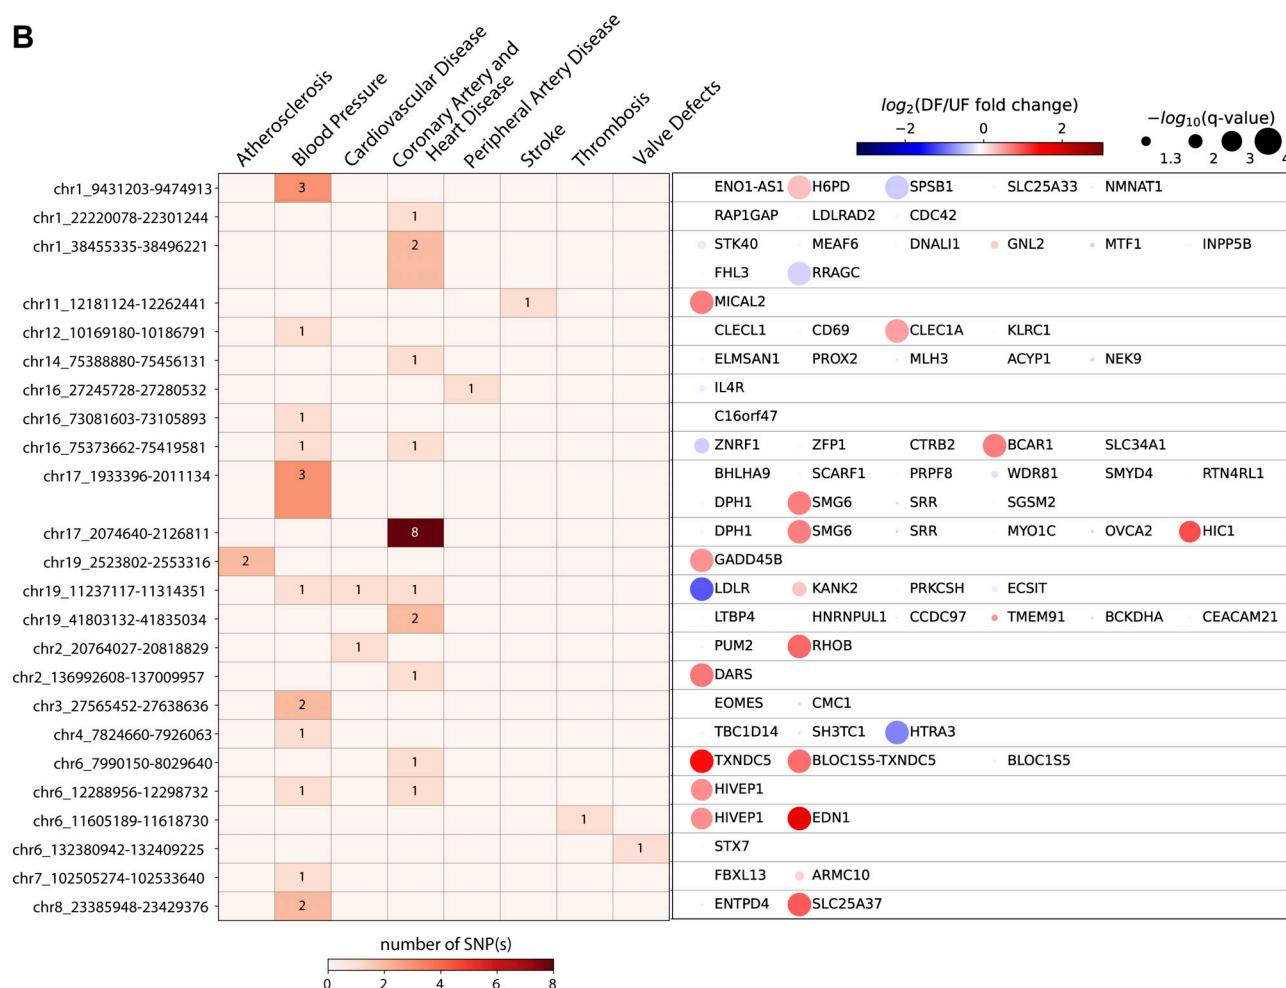 B
Atherosclerosis
Blood Pressure
Cardiovascular Disease
Coronary Artery and
Heart Disease
Peripheral Artery Disease
Stroke
Thrombosis
Valve Defects
log2(DF/UF fold change)
−2 0 2
−log10(q-value)
1.3 2 3 4
chr1_9431203-9474913 3 ENO1-AS1 H6PD SPSB1 SLC25A33 NMNAT1
chr1_22220078-22301244 1 RAP1GAP LDLRAD2 CDC42
chr1_38455335-38496221 2 STK40 MEAF6 DNALI1 GNL2 MTF1 INPP5B
FHL3 RRAGC
chr11_12181124-12262441 1 MICAL2
chr12_10169180-10186791 1 CLECL1 CD69 CLEC1A KLRC1
chr14_75388880-75456131 1 ELMSAN1 PROX2 MLH3 ACYP1 NEK9
chr16_27245728-27280532 1 IL4R
chr16_73081603-73105893 1 C16orf47
chr16_75373662-75419581 1 1 ZNRF1 ZFP1 CTRB2 BCAR1 SLC34A1
chr17_1933396-2011134 3 BHLHA9 SCARF1 PRPF8 WDR81 SMYD4 RTN4RL1
DPH1 SMG6 SRR SGSM2
chr17_2074640-2126811 8 DPH1 SMG6 SRR MYO1C OVCA2 HIC1
chr19_2523802-2553316 2 GADD45B
chr19_11237117-11314351 1 1 1 LDLR KANK2 PRKCSH ECSIT
chr19_41803132-41835034 2 LTBP4 HNRNPUL1 CCDC97 TMEM91 BCKDHA CEACAM21
chr2_20764027-20818829 1 PUM2 RHOB
chr2_136992608-137009957 1 DARS
chr3_27565452-27638636 2 EOMES CMC1
chr4_7824660-7926063 1 TBC1D14 SH3TC1 HTRA3
chr6_7990150-8029640 1 TXNDC5 BLOC1S5-TXNDC5 BLOC1S5
chr6_12288956-12298732 1 1 HIVEP1
chr6_11605189-11618730 1 HIVEP1 EDN1
chr6_132380942-132409225 1 STX7
chr7_102505274-102533640 1 FBXL13 ARMC10
chr8_23385948-23429376 2 ENTPD4 SLC25A37
number of SNP(s)
0 2 4 6 8